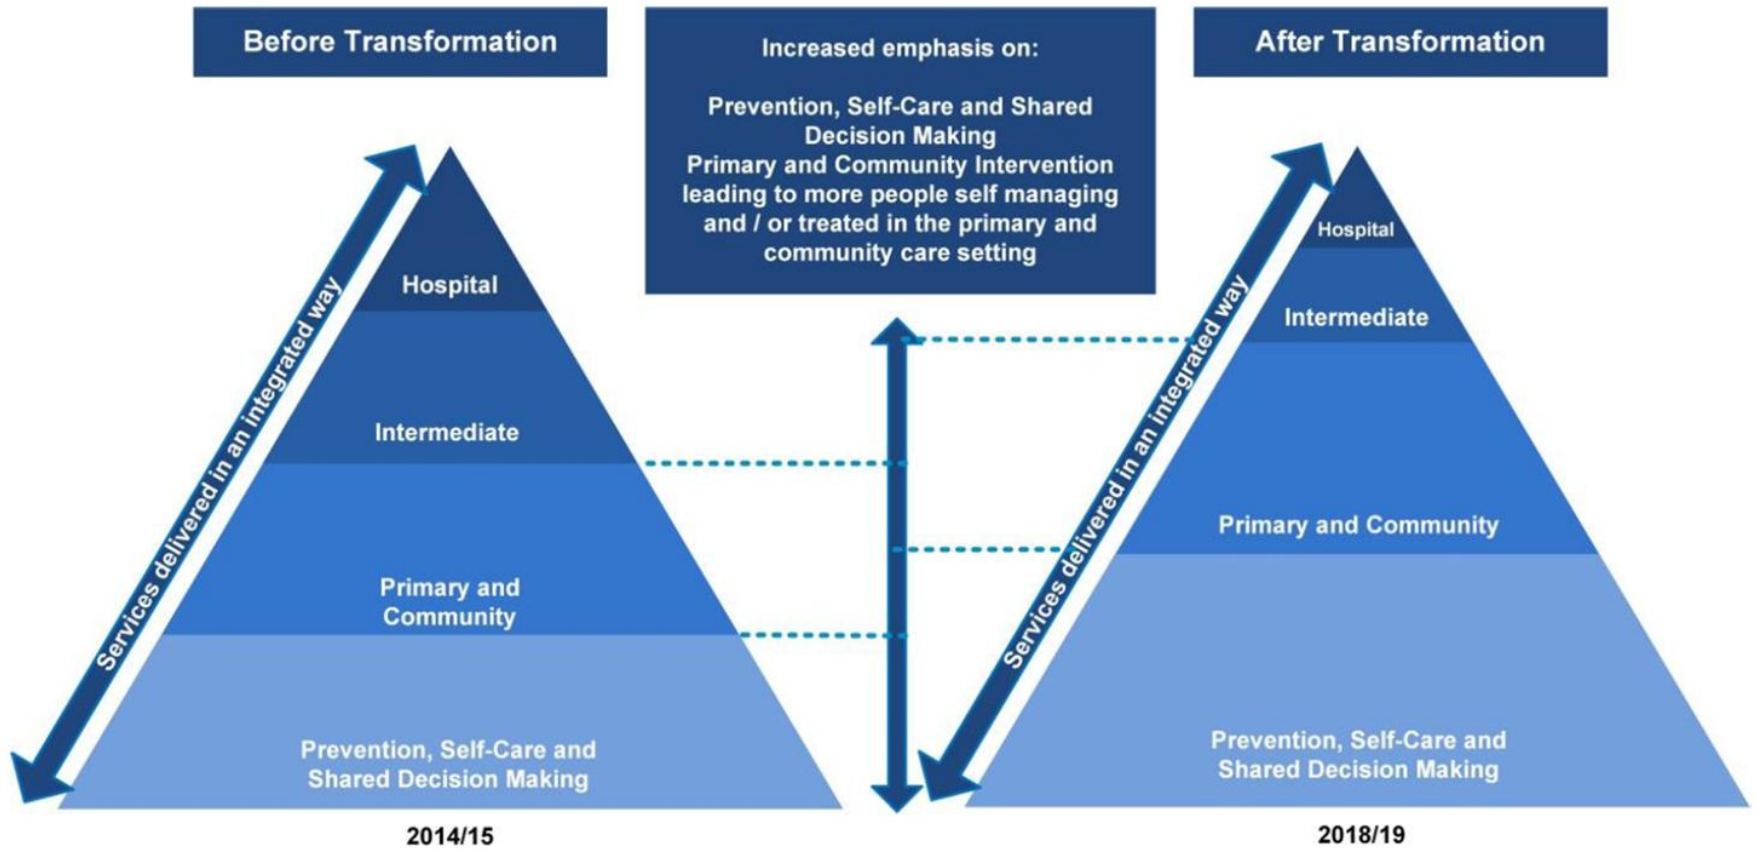 Before Transformation
Increased emphasis on:
Prevention, Self-Care and Shared
Decision Making
Primary and Community Intervention
leading to more people self managing
and / or treated in the primary and
community care setting
After Transformation
Services delivered in an integrated way
Hospital
Intermediate
Primary and
Community
Prevention, Self-Care and
Shared Decision Making
2014/15
Services delivered in an integrated way
Hospital
Intermediate
Primary and Community
Prevention, Self-Care and
Shared Decision Making
2018/19